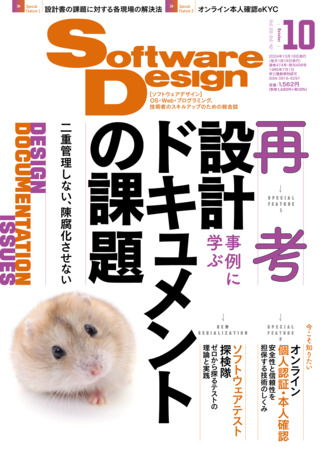 Special Feature 1
設計書の課題に対する各現場の解決法
Special Feature 2
オンライン本人確認eKYC
Software
Design
[ソフトウェアデザイン]
OS・Web・プログラミング、
技術者のスキルアップのための総合誌
10
October
定価1,562円
再考
SPECIAL
FEATURE
1
事例に
学ぶ
設計
ドキュメント
の課題
二重管理しない、陳腐化させない
DESIGN
DOCUMENTATION
ISSUES
今こそ知りたい
SPECIAL
FEATURE
2
オンライン
個人認証・本人確認
安全性と信頼性を
担保する技術のしくみ
NEW
SERIALIZATION
ソフトウェアテスト
探検隊
ゼロから探るテストの
理論と実践